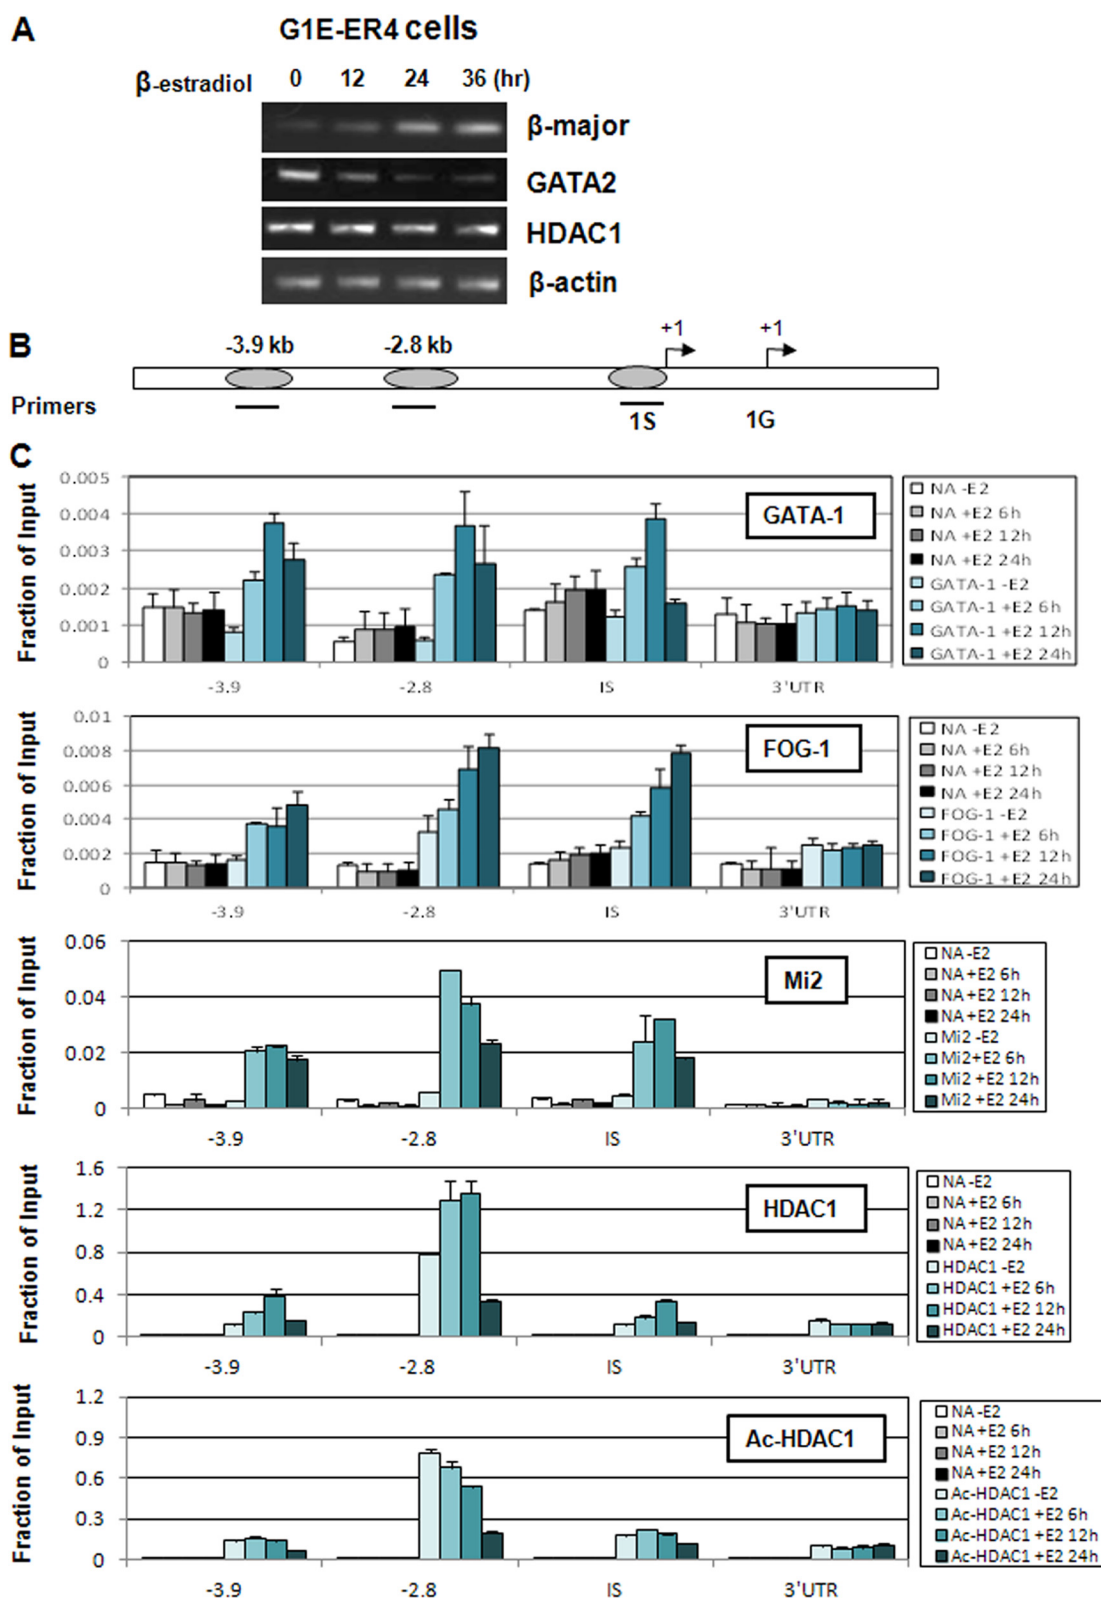 A
G1E-ER4 cells
β-estradiol 0 12 24 36 (hr)
β-major
GATA2
HDAC1
β-actin
B
-3.9 kb -2.8 kb +1 +1
Primers 1S 1G
C
Fraction of Input
0.005
0.004
0.003
0.002
0.001
0
GATA-1
-3.9 -2.8 IS 3'UTR
NA -E2
NA +E2 6h
NA +E2 12h
NA +E2 24h
GATA-1 -E2
GATA-1 +E2 6h
GATA-1 +E2 12h
GATA-1 +E2 24h
Fraction of Input
0.01
0.008
0.006
0.004
0.002
0
FOG-1
-3.9 -2.8 IS 3'UTR
NA -E2
NA +E2 6h
NA +E2 12h
NA +E2 24h
FOG-1 -E2
FOG-1 +E2 6h
FOG-1 +E2 12h
FOG-1 +E2 24h
Fraction of Input
0.06
0.04
0.02
0
Mi2
-3.9 -2.8 IS 3'UTR
NA -E2
NA +E2 6h
NA +E2 12h
NA +E2 24h
Mi2 -E2
Mi2+E2 6h
Mi2 +E2 12h
Mi2 +E2 24h
Fraction of Input
1.6
1.2
0.8
0.4
0
HDAC1
-3.9 -2.8 IS 3'UTR
NA -E2
NA +E2 6h
NA +E2 12h
NA +E2 24h
HDAC1 -E2
HDAC1 +E2 6h
HDAC1 +E2 12h
HDAC1 +E2 24h
Fraction of Input
1.2
0.9
0.6
0.3
0
Ac-HDAC1
-3.9 -2.8 IS 3'UTR
NA -E2
NA +E2 6h
NA +E2 12h
NA +E2 24h
Ac-HDAC1 -E2
Ac-HDAC1 +E2 6h
Ac-HDAC1 +E2 12h
Ac-HDAC1 +E2 24h